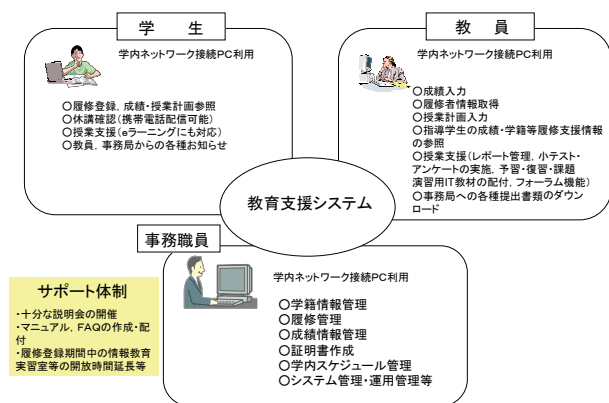 学　生
学内ネットワーク接続PC利用
○履修登録，成績・授業計画参照
○休講確認（携帯電話配信可能）
○授業支援（eラーニングにも対応）
○教員，事務局からの各種お知らせ
教　員
学内ネットワーク接続PC利用
○成績入力
○履修者情報取得
○授業計画入力
○指導学生の成績・学籍等履修支援情報
の参照
○授業支援（レポート管理，小テスト・
アンケートの実施，予習・復習・課題
演習用IT教材の配付，フォーラム機能）
○事務局への各種提出書類のダウン
ロード
教育支援システム
事務職員
学内ネットワーク接続PC利用
○学籍情報管理
○履修管理
○成績情報管理
○証明書作成
○学内スケジュール管理
○システム管理・運用管理等
サポート体制
・十分な説明会の開催
・マニュアル，FAQの作成・配
付
・履修登録期間中の情報教育
実習室等の開放時間延長等